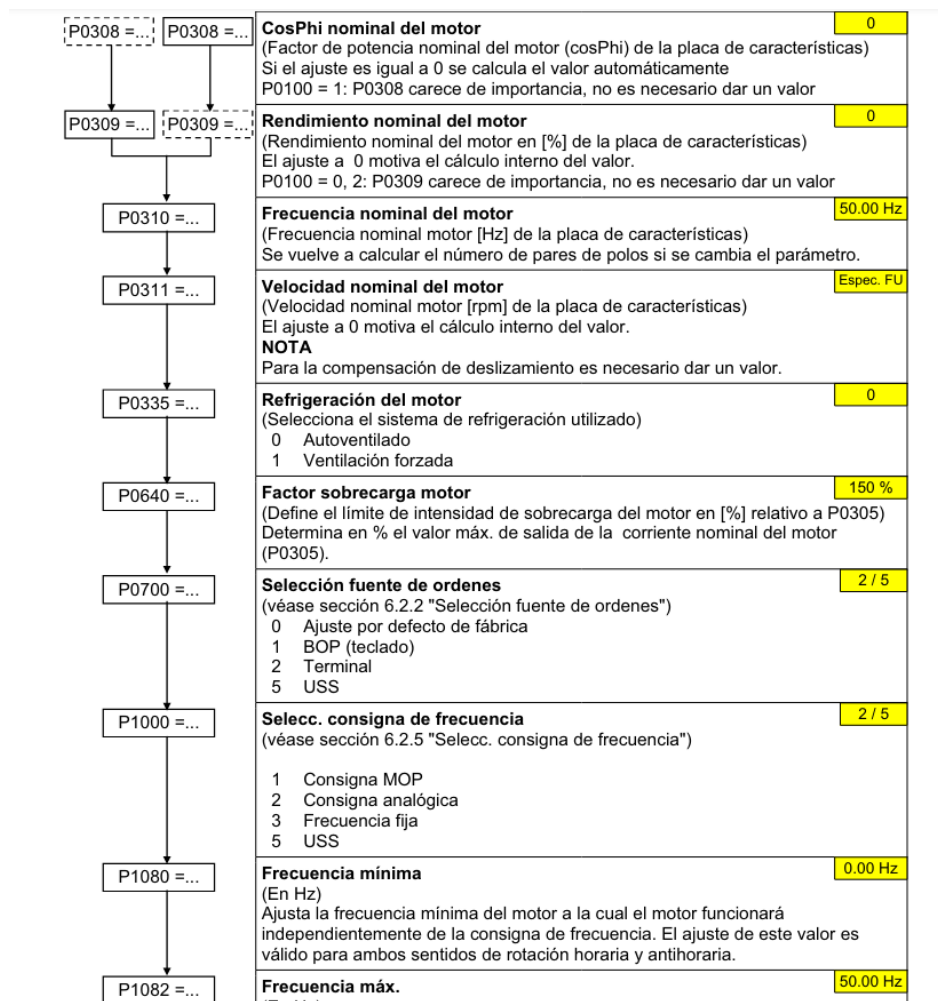 P0308 =...
P0308 =...
CosPhi nominal del motor
0
(Factor de potencia nominal del motor (cosPhi) de la placa de características)
Si el ajuste es igual a 0 se calcula el valor automáticamente
P0100 = 1: P0308 carece de importancia, no es necesario dar un valor
P0309 =...
P0309 =...
Rendimiento nominal del motor
0
(Rendimiento nominal del motor en [%] de la placa de características)
El ajuste a  0 motiva el cálculo interno del valor.
P0100 = 0, 2: P0309 carece de importancia, no es necesario dar un valor
P0310 =...
Frecuencia nominal del motor
50.00 Hz
(Frecuencia nominal motor [Hz] de la placa de características)
Se vuelve a calcular el número de pares de polos si se cambia el parámetro.
P0311 =...
Velocidad nominal del motor
Espec. FU
(Velocidad nominal motor [rpm] de la placa de características)
El ajuste a 0 motiva el cálculo interno del valor.
NOTA
Para la compensación de deslizamiento es necesario dar un valor.
P0335 =...
Refrigeración del motor
0
(Selecciona el sistema de refrigeración utilizado)
0 Autoventilado
1 Ventilación forzada
P0640 =...
Factor sobrecarga motor
150 %
(Define el límite de intensidad de sobrecarga del motor en [%] relativo a P0305)
Determina en % el valor máx. de salida de la  corriente nominal del motor
(P0305).
P0700 =...
Selección fuente de ordenes
2 / 5
(véase sección 6.2.2 "Selección fuente de ordenes")
0 Ajuste por defecto de fábrica
1 BOP (teclado)
2 Terminal
5 USS
P1000 =...
Selecc. consigna de frecuencia
2 / 5
(véase sección 6.2.5 "Selecc. consigna de frecuencia")
1 Consigna MOP
2 Consigna analógica
3 Frecuencia fija
5 USS
P1080 =...
Frecuencia mínima
0.00 Hz
(En Hz)
Ajusta la frecuencia mínima del motor a la cual el motor funcionará
independientemente de la consigna de frecuencia. El ajuste de este valor es
válido para ambos sentidos de rotación horaria y antihoraria.
P1082 =...
Frecuencia máx.
50.00 Hz